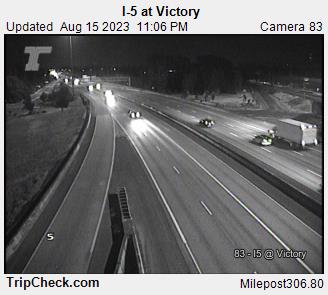 I-5 at Victory
Updated Aug 15 2023 11:06 PM Camera 83
T
S
83 - I5 @ Victory
TripCheck.com Milepost306.80